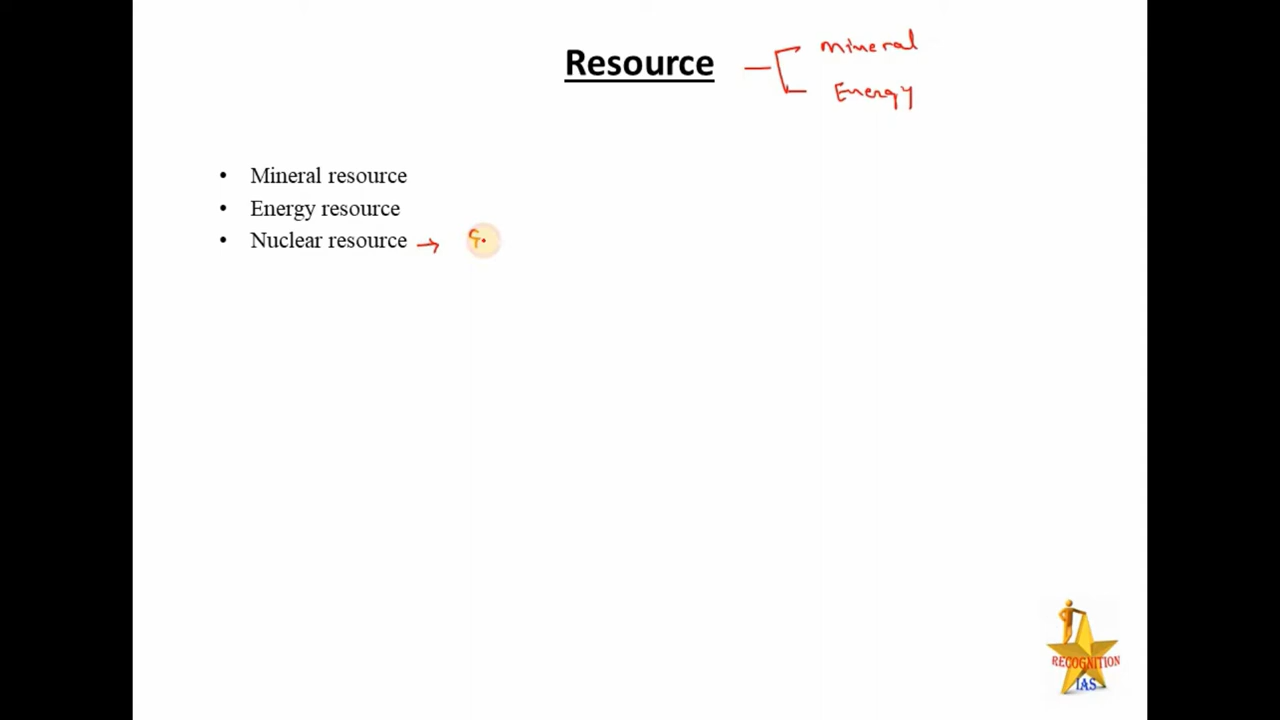 Resource
mineral
Energy
• Mineral resource
• Energy resource
• Nuclear resource →
RECOGNITION
IAS